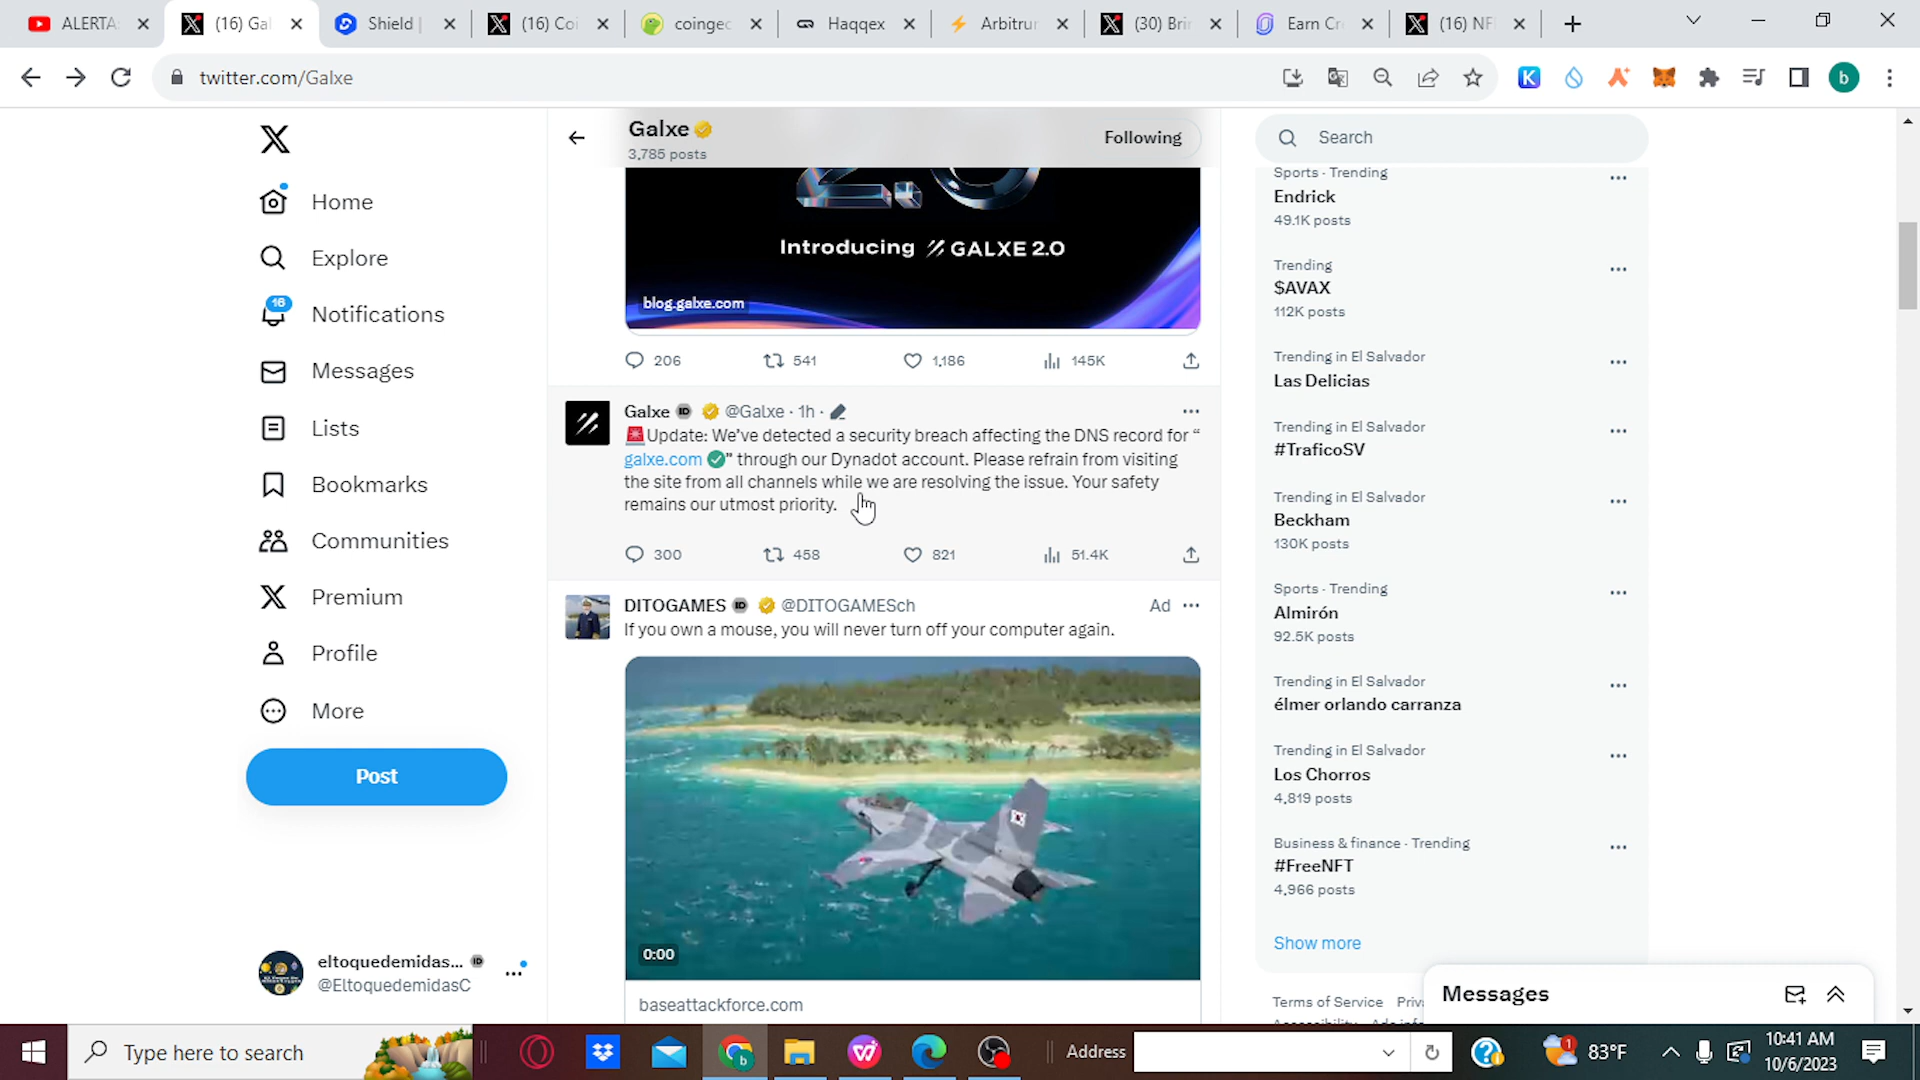 ALERTA:
(16) Gal
Shield |
(16) Coi
coingec
Haqqex
Arbitrum
(30) Brin
Earn Cr
(16) NF
twitter.com/Galxe
K
b
Home
Explore
16
Notifications
Messages
Lists
Bookmarks
Communities
Premium
Profile
More
Post
eltoquedemidas...
@EltoquedemidasC
Galxe
3,785 posts
Following
2.0
Introducing GALXE 2.0
blog.galxe.com
206 541 1,186 145K
Galxe @Galxe · 1h ·
Update: We've detected a security breach affecting the DNS record for “
galxe.com ” through our Dynadot account. Please refrain from visiting
the site from all channels while we are resolving the issue. Your safety
remains our utmost priority.
300 458 821 51.4K
DITOGAMES @DITOGAMESch Ad
If you own a mouse, you will never turn off your computer again.
0:00
baseattackforce.com
Search
Sports · Trending
Endrick
49.1K posts
Trending
$AVAX
112K posts
Trending in El Salvador
Las Delicias
Trending in El Salvador
#TraficoSV
Trending in El Salvador
Beckham
130K posts
Sports · Trending
Almirón
92.5K posts
Trending in El Salvador
élmer orlando carranza
Trending in El Salvador
Los Chorros
4,819 posts
Business & finance · Trending
#FreeNFT
4,966 posts
Show more
Terms of Service
Messages
Type here to search
Address
83°F
10:41 AM
10/6/2023